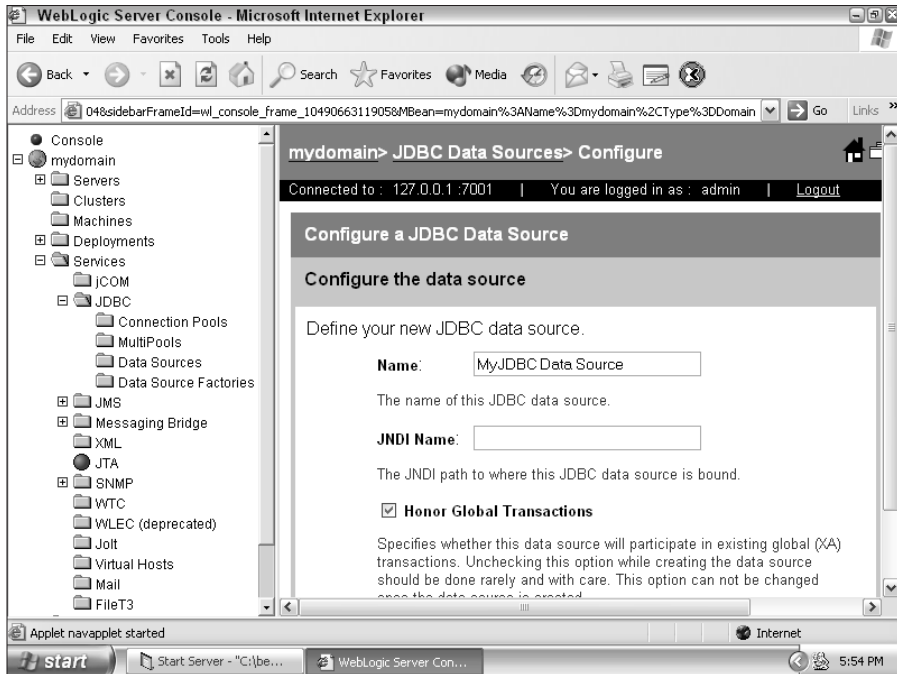 WebLogic Server Console - Microsoft Internet Explorer
File Edit View Favorites Tools Help
Back Search Favorites Media
Address 04&sidebarFrameId=wl_console_frame_1049066311905&MBean=mydomain%3AName%3Dmydomain%2CType%3DDomain Go Links »
Console
mydomain
Servers
Clusters
Machines
Deployments
Services
jCOM
JDBC
Connection Pools
MultiPools
Data Sources
Data Source Factories
JMS
Messaging Bridge
XML
JTA
SNMP
WTC
WLEC (deprecated)
Jolt
Virtual Hosts
Mail
FileT3
mydomain> JDBC Data Sources> Configure
Connected to : 127.0.0.1 :7001 | You are logged in as : admin | Logout
Configure a JDBC Data Source
Configure the data source
Define your new JDBC data source.
Name: MyJDBC Data Source
The name of this JDBC data source.
JNDI Name:
The JNDI path to where this JDBC data source is bound.
Honor Global Transactions
Specifies whether this data source will participate in existing global (XA)
transactions. Unchecking this option while creating the data source
should be done rarely and with care. This option can not be changed
once the data source is created
Applet navapplet started Internet
start Start Server - "C:\be... WebLogic Server Con... 5:54 PM